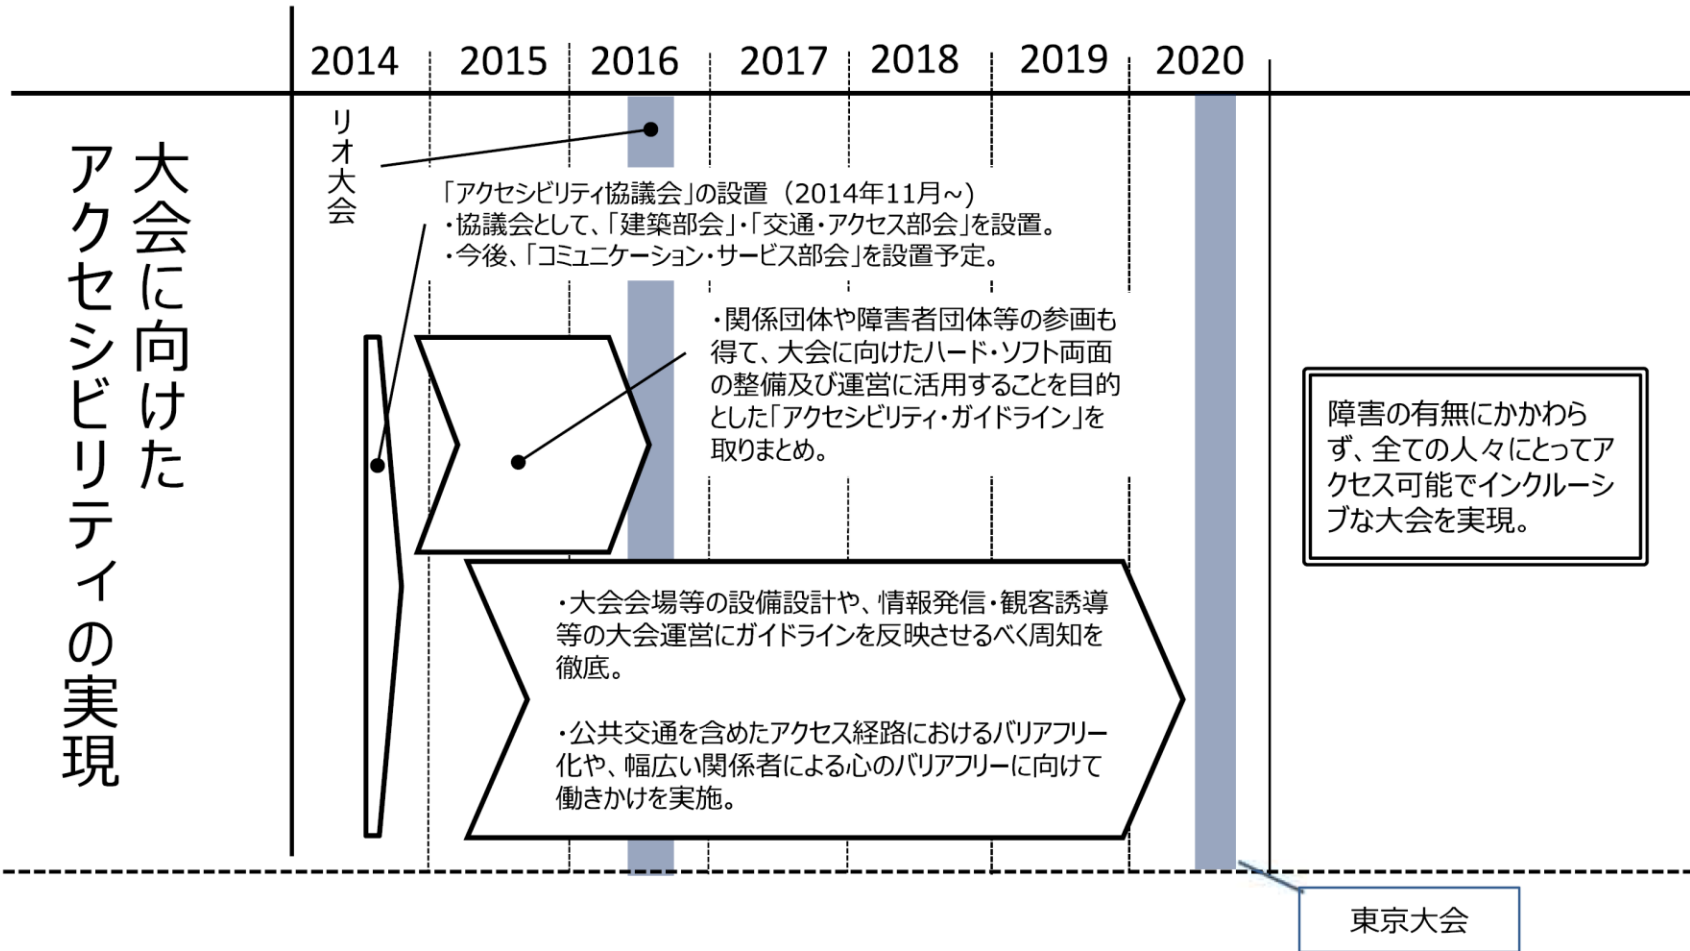 2014 2015 2016 2017 2018 2019 2020
大会に向けた
アクセシビリティの実現
リオ大会
「アクセシビリティ協議会」の設置（2014年11月~)
・協議会として、「建築部会」・「交通・アクセス部会」を設置。
・今後、「コミュニケーション・サービス部会」を設置予定。
・関係団体や障害者団体等の参画も
得て、大会に向けたハード・ソフト両面
の整備及び運営に活用することを目的
とした「アクセシビリティ・ガイドライン」を
取りまとめ。
・大会会場等の設備設計や、情報発信・観客誘導
等の大会運営にガイドラインを反映させるべく周知を
徹底。
・公共交通を含めたアクセス経路におけるバリアフリー
化や、幅広い関係者による心のバリアフリーに向けて
働きかけを実施。
障害の有無にかかわら
ず、全ての人々にとってア
クセス可能でインクルーシ
ブな大会を実現。
東京大会